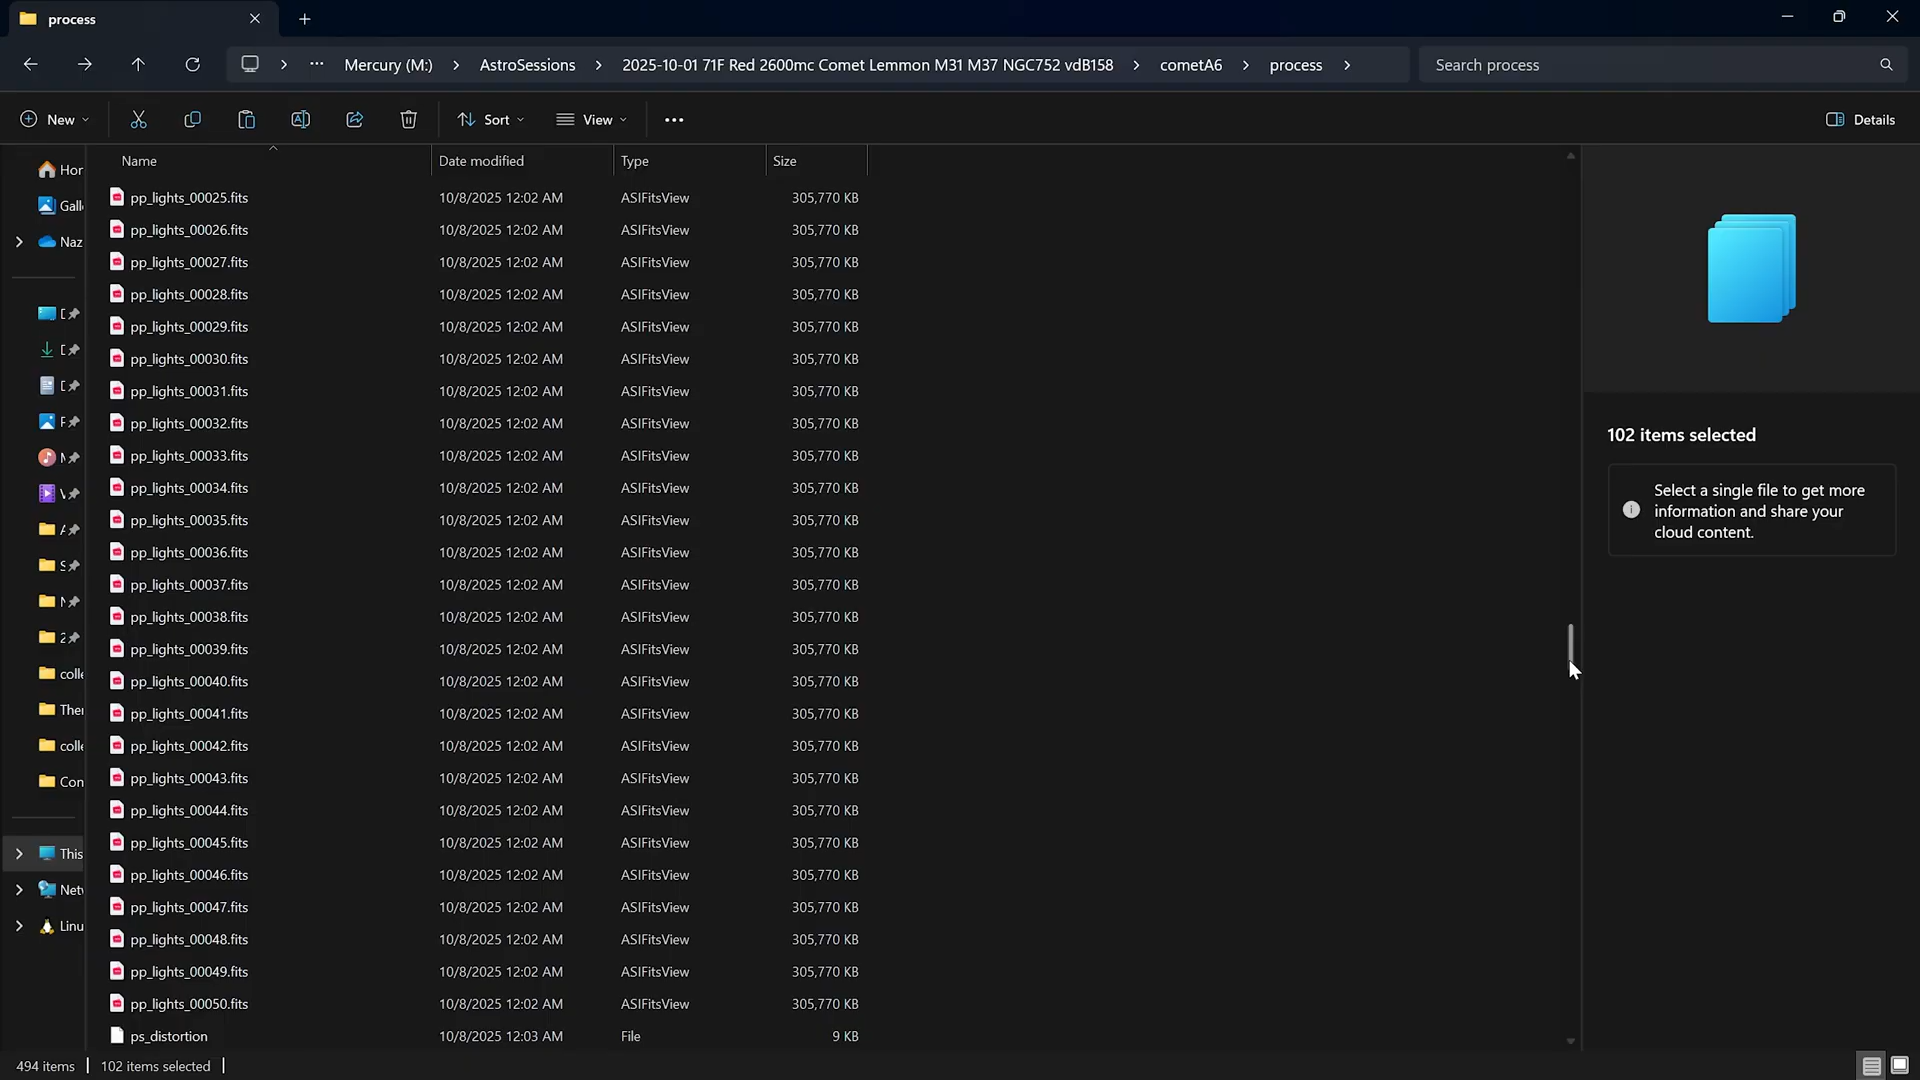 process
Mercury (M:) AstroSessions 2025-10-01 71F Red 2600mc Comet Lemmon M31 M37 NGC752 vdB158 cometA6 process
Search process
New Sort View Details
Name Date modified Type Size
Hor
Gall
Naz
coll
The
coll
Con
This
Net
Linu
pp_lights_00025.fits 10/8/2025 12:02 AM ASIFitsView 305,770 KB
pp_lights_00026.fits 10/8/2025 12:02 AM ASIFitsView 305,770 KB
pp_lights_00027.fits 10/8/2025 12:02 AM ASIFitsView 305,770 KB
pp_lights_00028.fits 10/8/2025 12:02 AM ASIFitsView 305,770 KB
pp_lights_00029.fits 10/8/2025 12:02 AM ASIFitsView 305,770 KB
pp_lights_00030.fits 10/8/2025 12:02 AM ASIFitsView 305,770 KB
pp_lights_00031.fits 10/8/2025 12:02 AM ASIFitsView 305,770 KB
pp_lights_00032.fits 10/8/2025 12:02 AM ASIFitsView 305,770 KB
pp_lights_00033.fits 10/8/2025 12:02 AM ASIFitsView 305,770 KB
pp_lights_00034.fits 10/8/2025 12:02 AM ASIFitsView 305,770 KB
pp_lights_00035.fits 10/8/2025 12:02 AM ASIFitsView 305,770 KB
pp_lights_00036.fits 10/8/2025 12:02 AM ASIFitsView 305,770 KB
pp_lights_00037.fits 10/8/2025 12:02 AM ASIFitsView 305,770 KB
pp_lights_00038.fits 10/8/2025 12:02 AM ASIFitsView 305,770 KB
pp_lights_00039.fits 10/8/2025 12:02 AM ASIFitsView 305,770 KB
pp_lights_00040.fits 10/8/2025 12:02 AM ASIFitsView 305,770 KB
pp_lights_00041.fits 10/8/2025 12:02 AM ASIFitsView 305,770 KB
pp_lights_00042.fits 10/8/2025 12:02 AM ASIFitsView 305,770 KB
pp_lights_00043.fits 10/8/2025 12:02 AM ASIFitsView 305,770 KB
pp_lights_00044.fits 10/8/2025 12:02 AM ASIFitsView 305,770 KB
pp_lights_00045.fits 10/8/2025 12:02 AM ASIFitsView 305,770 KB
pp_lights_00046.fits 10/8/2025 12:02 AM ASIFitsView 305,770 KB
pp_lights_00047.fits 10/8/2025 12:02 AM ASIFitsView 305,770 KB
pp_lights_00048.fits 10/8/2025 12:02 AM ASIFitsView 305,770 KB
pp_lights_00049.fits 10/8/2025 12:02 AM ASIFitsView 305,770 KB
pp_lights_00050.fits 10/8/2025 12:02 AM ASIFitsView 305,770 KB
ps_distortion 10/8/2025 12:03 AM File 9 KB
102 items selected
Select a single file to get more
information and share your
cloud content.
494 items 102 items selected